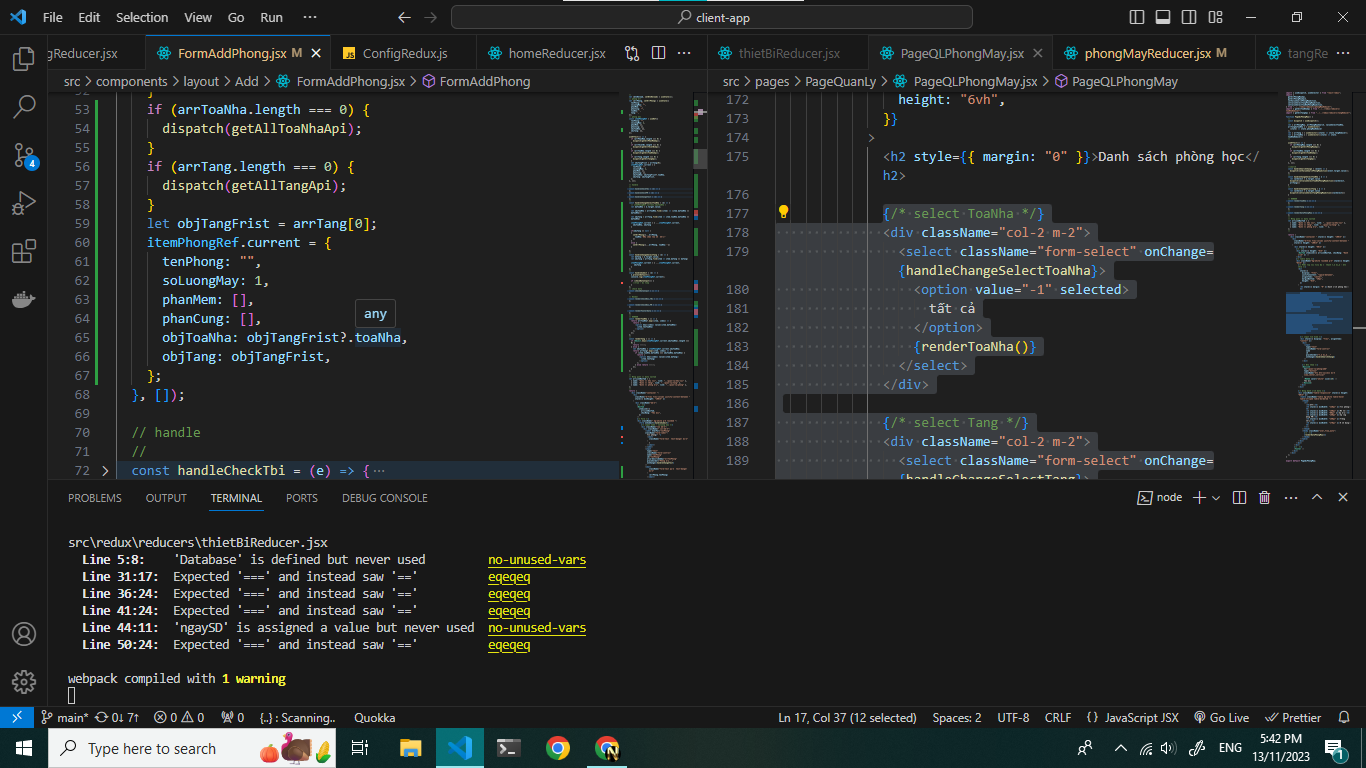 File Edit Selection View Go Run ··· client-app
gReducer.jsx FormAddPhong.jsx M ConfigRedux.js homeReducer.jsx ··· thietBiReducer.jsx PageQLPhongMay.jsx phongMayReducer.jsx M tangRe ···
src > components > layout > Add > FormAddPhong.jsx > FormAddPhong
52 }
53 if (arrToaNha.length === 0) {
54 dispatch(getAllToaNhaApi);
55 }
56 if (arrTang.length === 0) {
57 dispatch(getAllTangApi);
58 }
59 let objTangFrist = arrTang[0];
60 itemPhongRef.current = {
61 tenPhong: "",
62 soLuongMay: 1,
63 phanMem: [],
64 phanCung: [],
any
65 objToaNha: objTangFrist?.toaNha,
66 objTang: objTangFrist,
67 };
68 }, []);
69
70 // handle
71 //
72 const handleCheckTbi = (e) => { ···
src > pages > PageQuanLy > PageQLPhongMay.jsx > PageQLPhongMay
172 height: "6vh",
173 }}
174 >
175 <h2 style={{ margin: "0" }}>Danh sách phòng học</
h2>
176
177 {/* select ToaNha */}
178 <div className="col-2 m-2">
179 <select className="form-select" onChange=
{handleChangeSelectToaNha}>
180 <option value="-1" selected>
181 tất cả
182 </option>
183 {renderToaNha()}
184 </select>
185 </div>
186
187 {/* select Tang */}
188 <div className="col-2 m-2">
189 <select className="form-select" onChange=
{handleChangeSelectTang}>
PROBLEMS OUTPUT TERMINAL PORTS DEBUG CONSOLE node ···
src\redux\reducers\thietBiReducer.jsx
Line 5:8: 'Database' is defined but never used no-unused-vars
Line 31:17: Expected '===' and instead saw '==' eqeqeq
Line 36:24: Expected '===' and instead saw '==' eqeqeq
Line 41:24: Expected '===' and instead saw '==' eqeqeq
Line 44:11: 'ngaySD' is assigned a value but never used no-unused-vars
Line 50:24: Expected '===' and instead saw '==' eqeqeq
webpack compiled with 1 warning
4
main* 0↓ 7↑ 0 0 0 {..} : Scanning.. Quokka Ln 17, Col 37 (12 selected) Spaces: 2 UTF-8 CRLF { } JavaScript JSX Go Live Prettier
Type here to search ENG 5:42 PM
13/11/2023 1